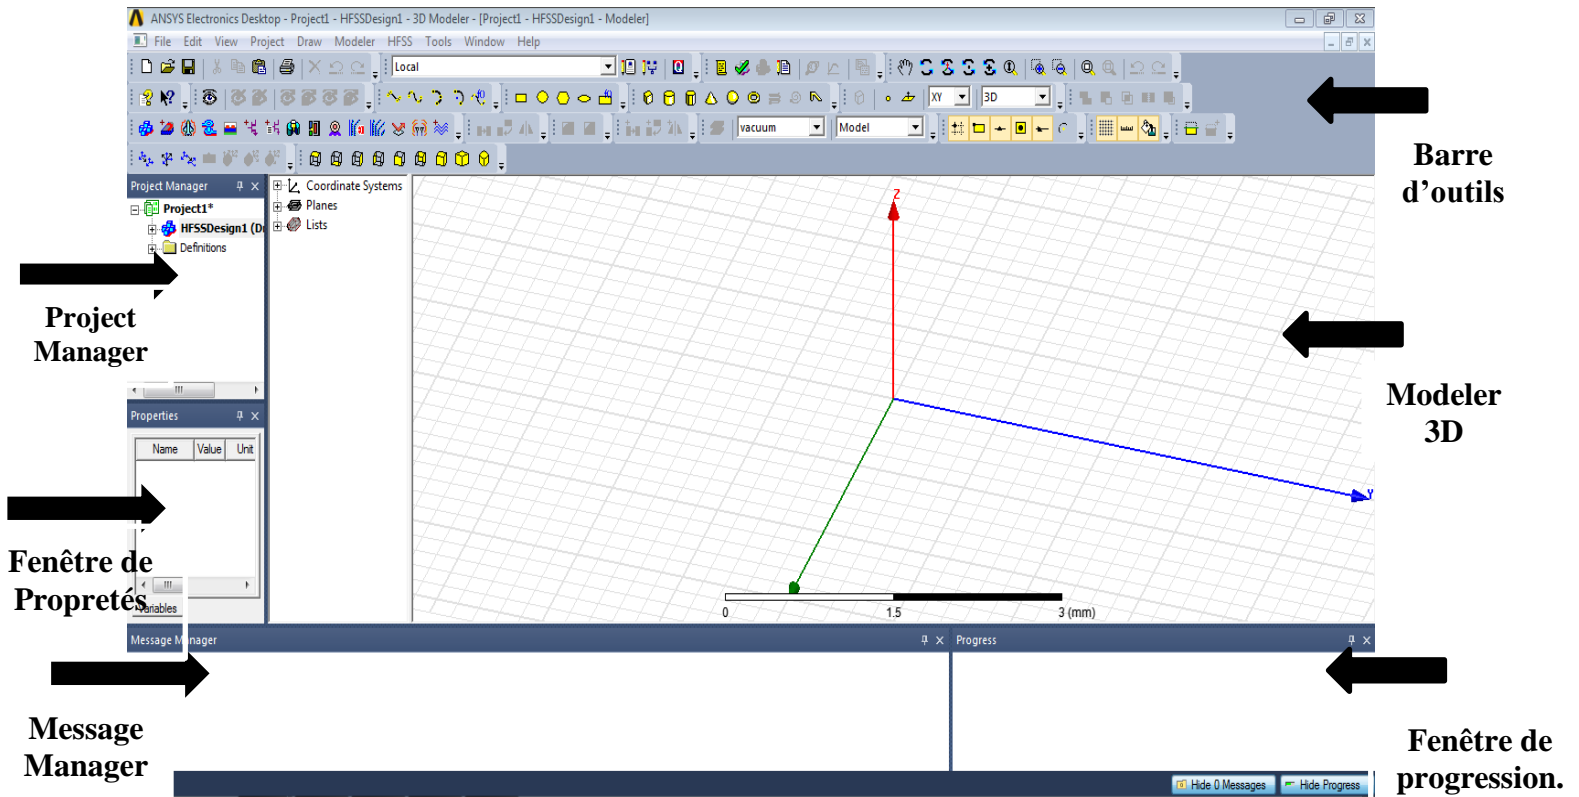 ANSYS Electronics Desktop - Project1 - HFSSDesign1 - 3D Modeler - [Project1 - HFSSDesign1 - Modeler]
File Edit View Project Draw Modeler HFSS Tools Window Help
Local
XY 3D
vacuum Model
Barre
d’outils
Project Manager
Project1*
HFSSDesign1 (Dr
Definitions
Coordinate Systems
Planes
Lists
Z
Project
Manager
Modeler
3D
Properties
Name Value Unit
Y
Fenêtre de
Propretés
Variables
0 1.5 3 (mm)
Message Manager
Progress
Message
Manager
Fenêtre de
progression.
Hide 0 Messages Hide Progress